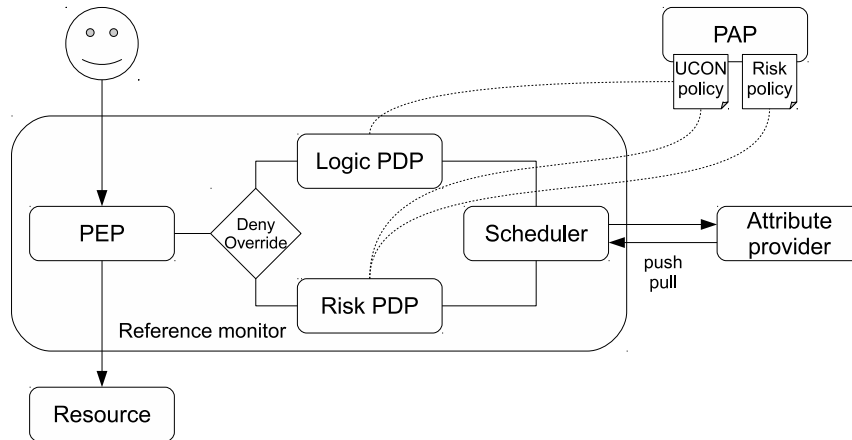 PAP
UCON
policy
Risk
policy
Logic PDP
PEP
Deny
Override
Scheduler
Attribute
provider
push
pull
Risk PDP
Reference monitor
Resource